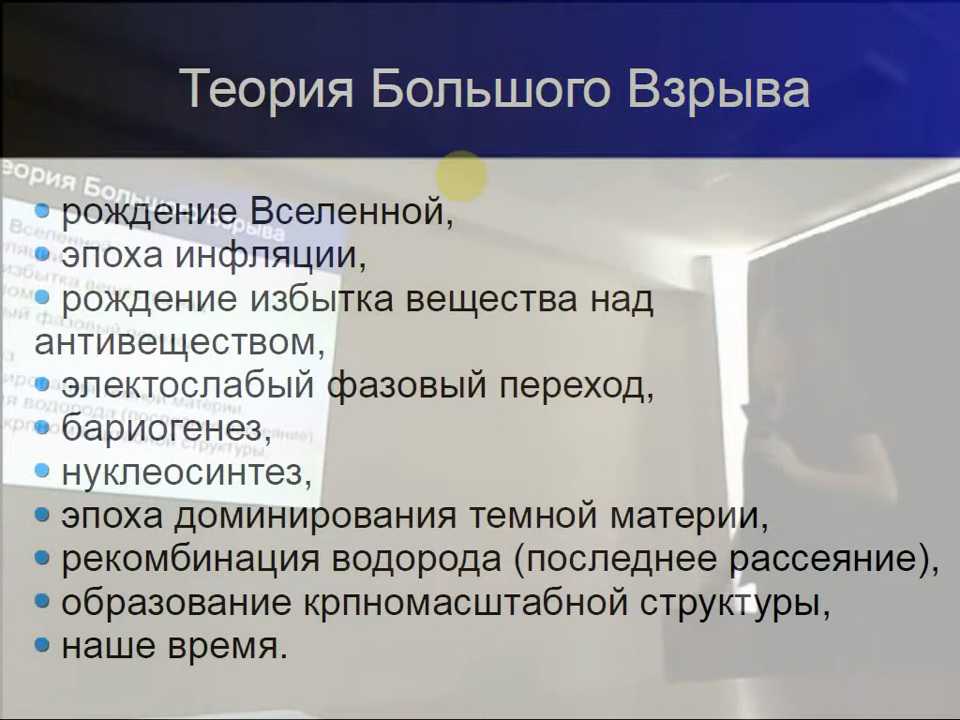 Теория Большого Взрыва
рождение Вселенной,
эпоха инфляции,
рождение избытка вещества над
антивеществом,
электослабый фазовый переход,
бариогенез,
нуклеосинтез,
эпоха доминирования темной материи,
рекомбинация водорода (последнее рассеяние),
образование крпномасштабной структуры,
наше время.